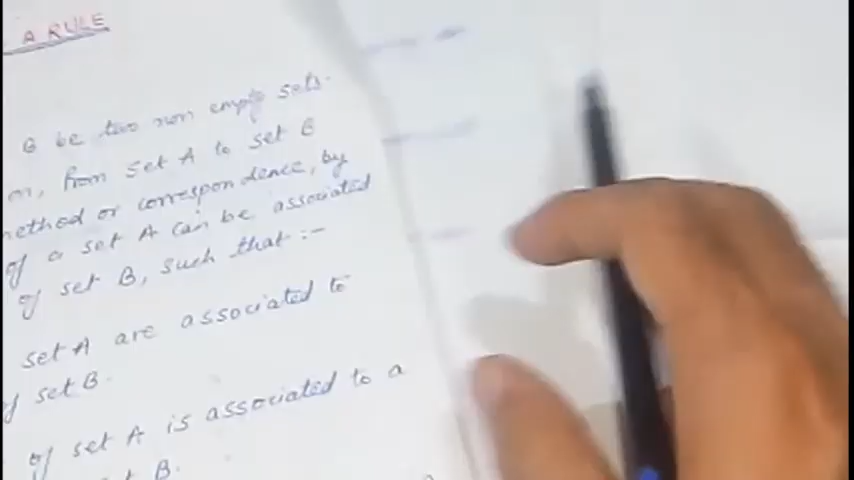 A RULE
B be two non empty sets.
on, from set A to set B
method or correspondence, by
of a set A can be associated
of set B, such that :-
set A are associated to
of set B.
of set A is associated to a
set B.